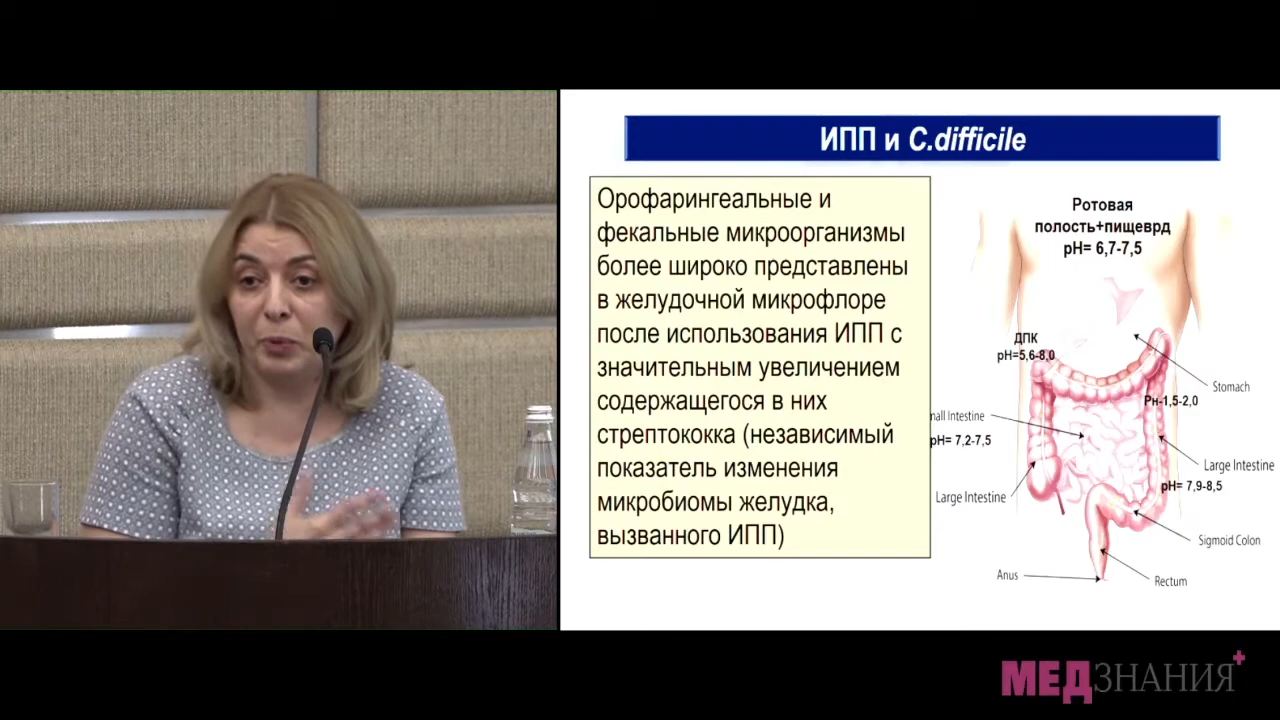 ИПП и C.difficile
Орофарингеальные и
фекальные микроорганизмы
более широко представлены
в желудочной микрофлоре
после использования ИПП с
значительным увеличением
содержащегося в них
стрептококка (независимый
показатель изменения
микробиомы желудка,
вызванного ИПП)
Ротовая
полость+пищеврд
pH= 6,7-7,5
ДПК
pH=5,6-8,0
Stomach
Рн-1,5-2,0
nall Intestine
pH= 7,2-7,5
Large Intestine
pH= 7,9-8,5
Large Intestine
Sigmoid Colon
Anus
Rectum
МЕДЗНАНИЯ+